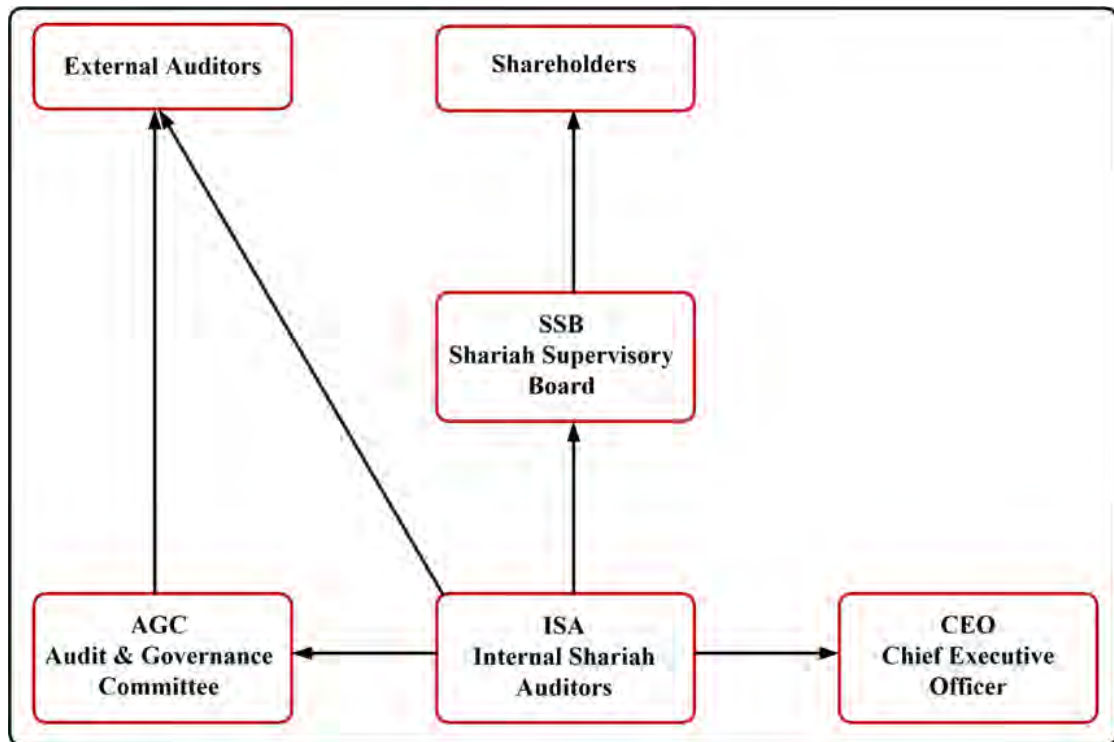 External Auditors
Shareholders
SSB
Shariah Supervisory
Board
AGC
Audit & Governance
Committee
ISA
Internal Shariah
Auditors
CEO
Chief Executive
Officer